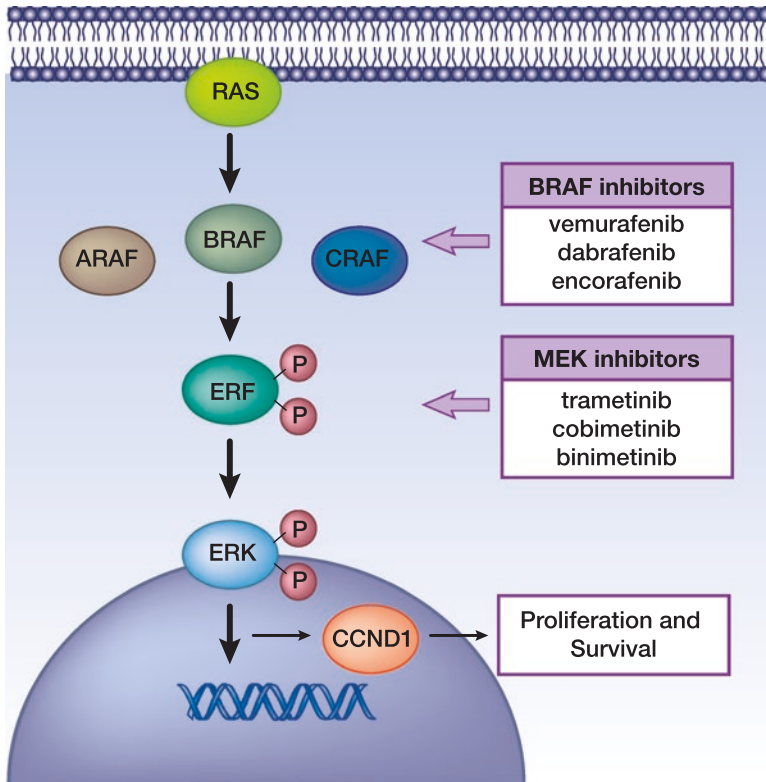 RAS
ARAF
BRAF
CRAF
BRAF inhibitors
vemurafenib
dabrafenib
encorafenib
ERF
P
P
MEK inhibitors
trametinib
cobimetinib
binimetinib
ERK
P
P
CCND1
Proliferation and
Survival